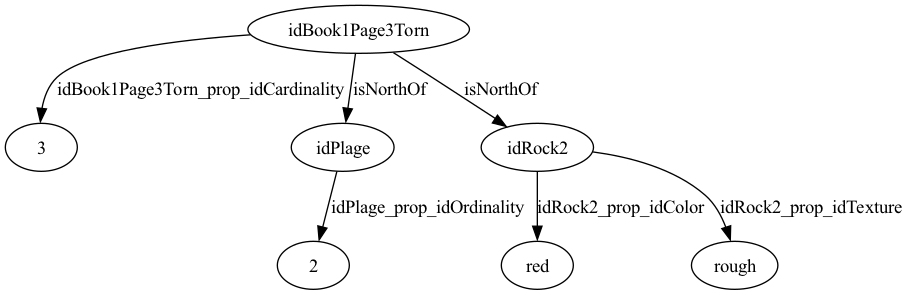 idBook1Page3Torn
idBook1Page3Torn_prop_idCardinality
isNorthOf
isNorthOf
3
idPlage
idRock2
idPlage_prop_idOrdinality
idRock2_prop_idColor
idRock2_prop_idTexture
2
red
rough